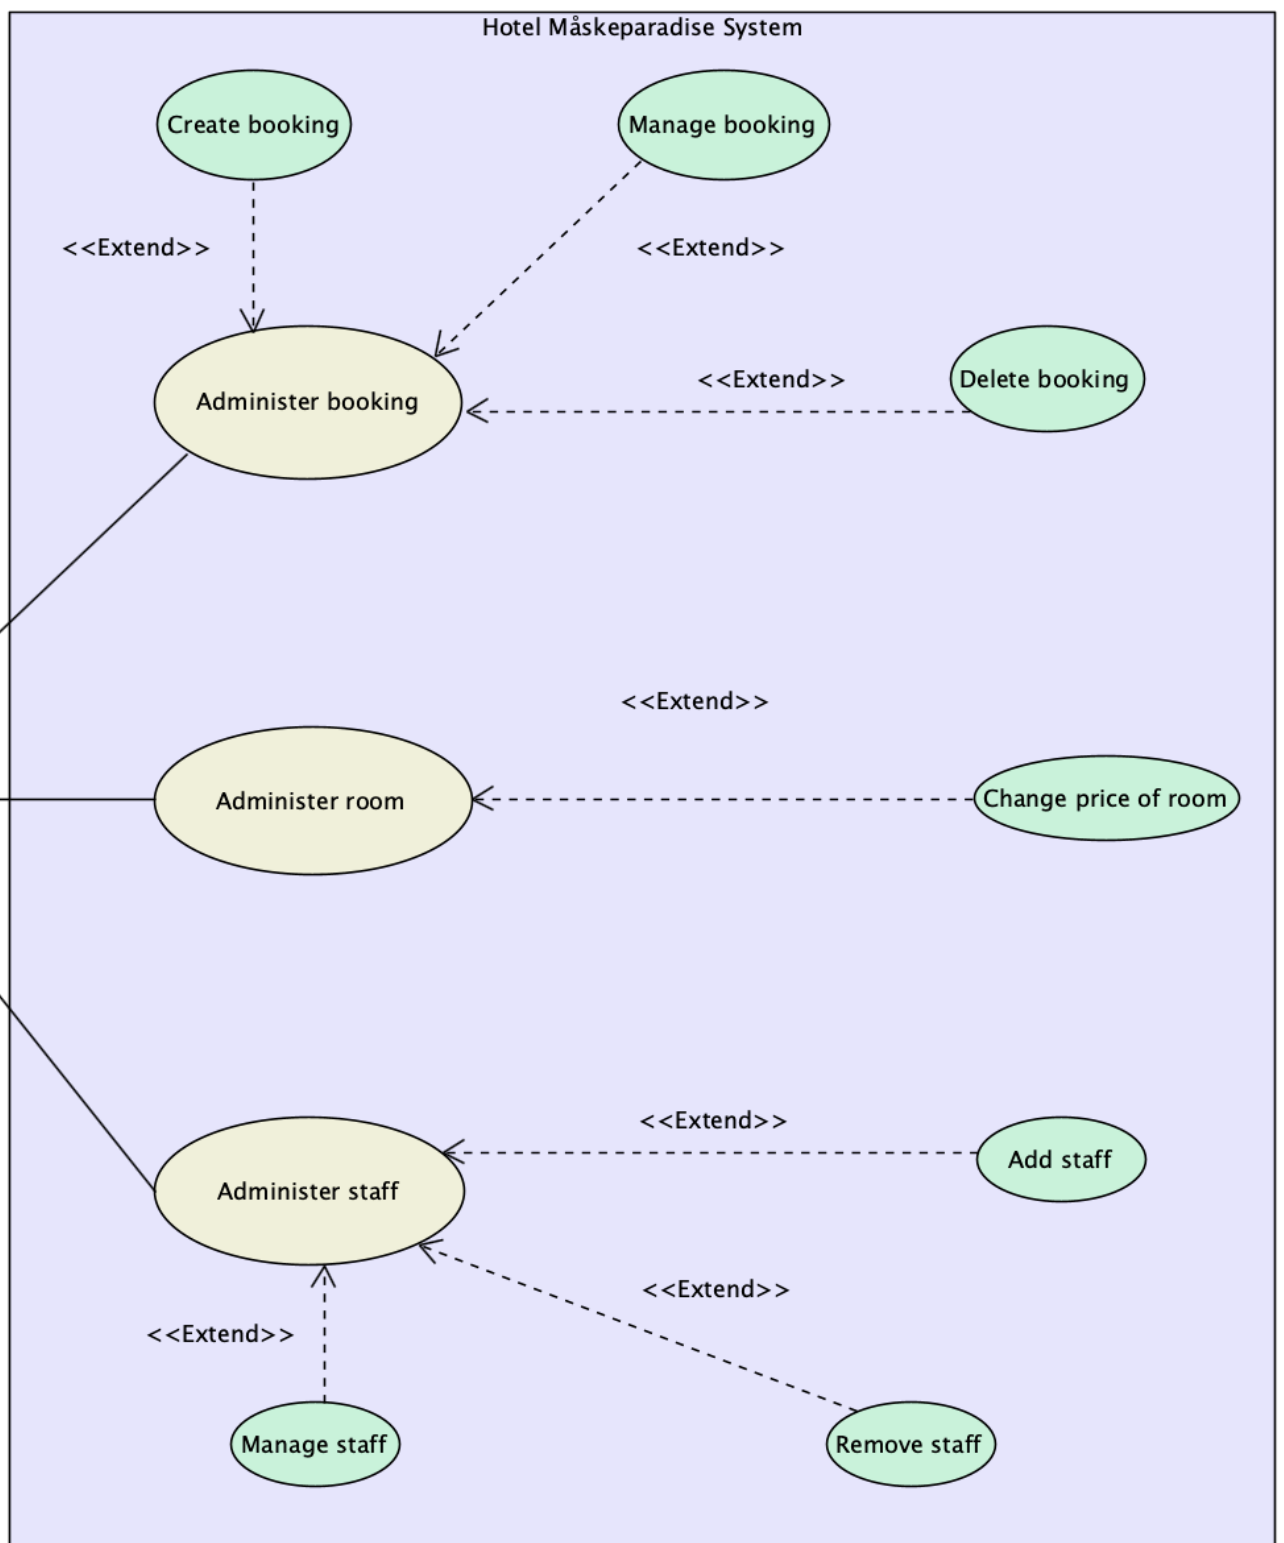 Hotel Måskeparadise System
Create booking
Manage booking
<<Extend>>
<<Extend>>
<<Extend>>
Delete booking
Administer booking
<<Extend>>
Administer room
Change price of room
<<Extend>>
Add staff
Administer staff
<<Extend>>
<<Extend>>
Manage staff
Remove staff